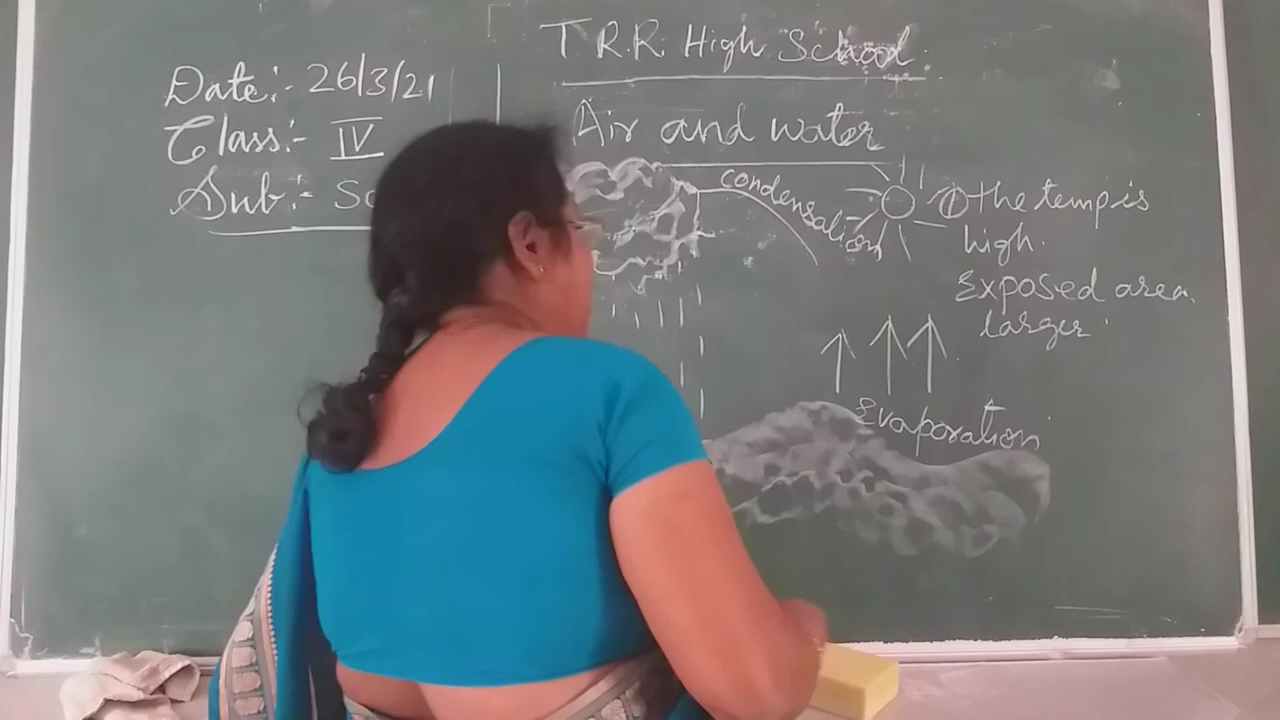 T.R.R. High School.
Date:- 26/3/21
Class:- IV
Sub:-
Air and water
condensation
① The temp is
high.
Exposed area
larger.
Evaporation